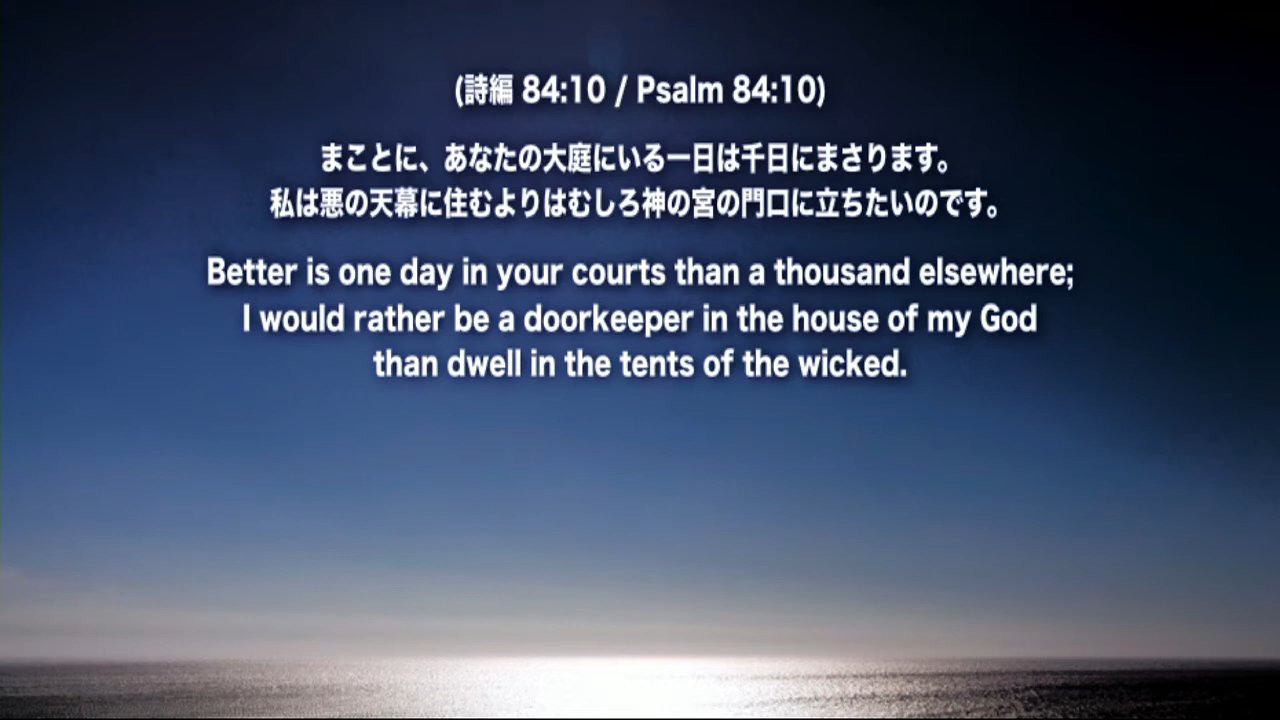 (詩編 84:10 / Psalm 84:10)
まことに、あなたの大庭にいる一日は千日にまさります。
私は悪の天幕に住むよりはむしろ神の宮の門口に立ちたいのです。
Better is one day in your courts than a thousand elsewhere;
I would rather be a doorkeeper in the house of my God
than dwell in the tents of the wicked.